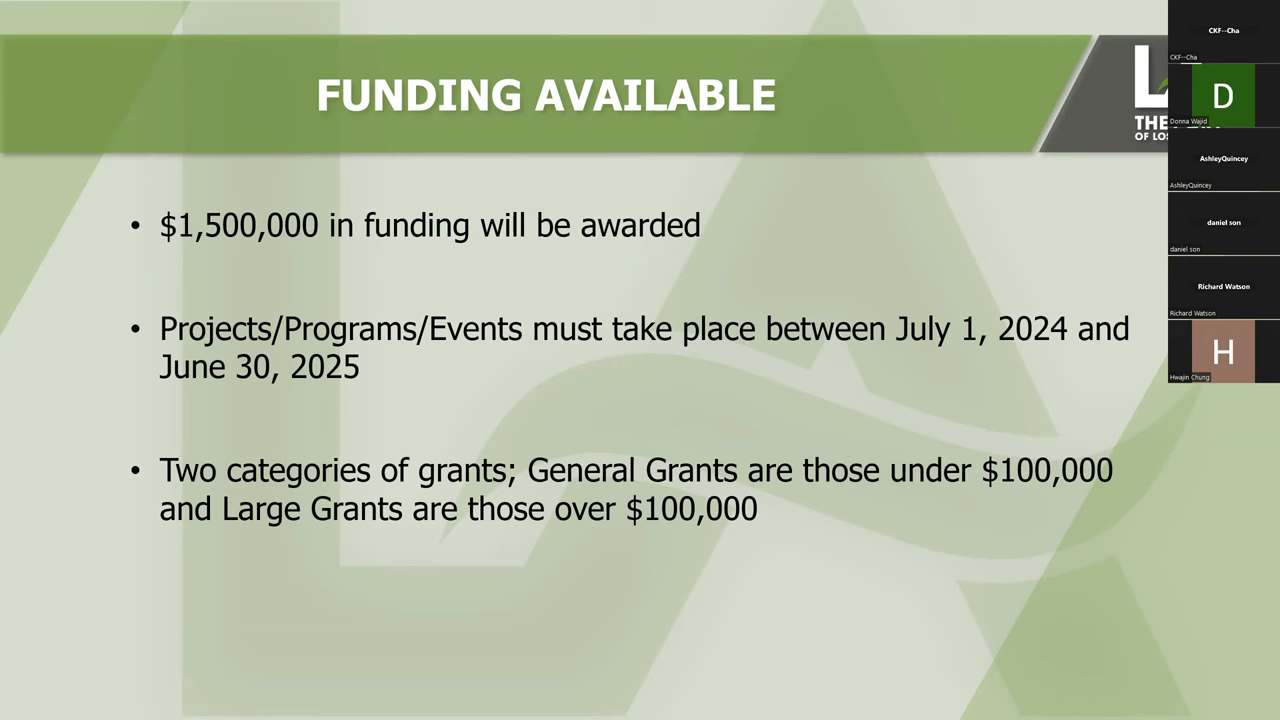 FUNDING AVAILABLE
• $1,500,000 in funding will be awarded
• Projects/Programs/Events must take place between July 1, 2024 and
June 30, 2025
• Two categories of grants; General Grants are those under $100,000
and Large Grants are those over $100,000
THE
OF LOS
CKF--Cha
CKF--Cha
D
Donna Wajid
AshleyQuincey
AshleyQuincey
daniel son
daniel son
Richard Watson
Richard Watson
H
Hwajin Chung